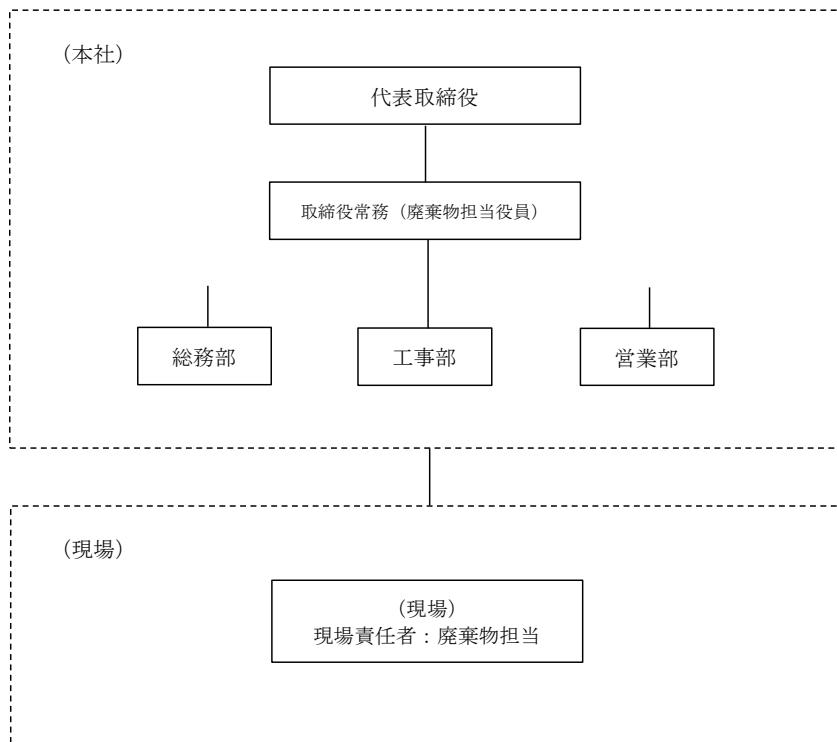 （本社）
代表取締役
取締役常務（廃棄物担当役員）
総務部
工事部
営業部
（現場）
（現場）
現場責任者：廃棄物担当